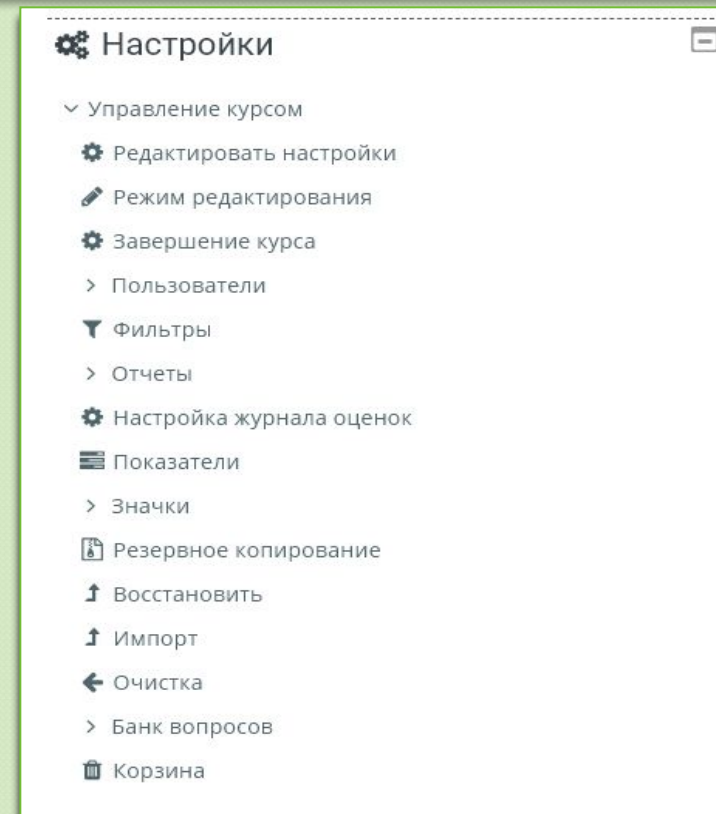 Настройки
Управление курсом
Редактировать настройки
Режим редактирования
Завершение курса
Пользователи
Фильтры
Отчеты
Настройка журнала оценок
Показатели
Значки
Резервное копирование
Восстановить
Импорт
Очистка
Банк вопросов
Корзина